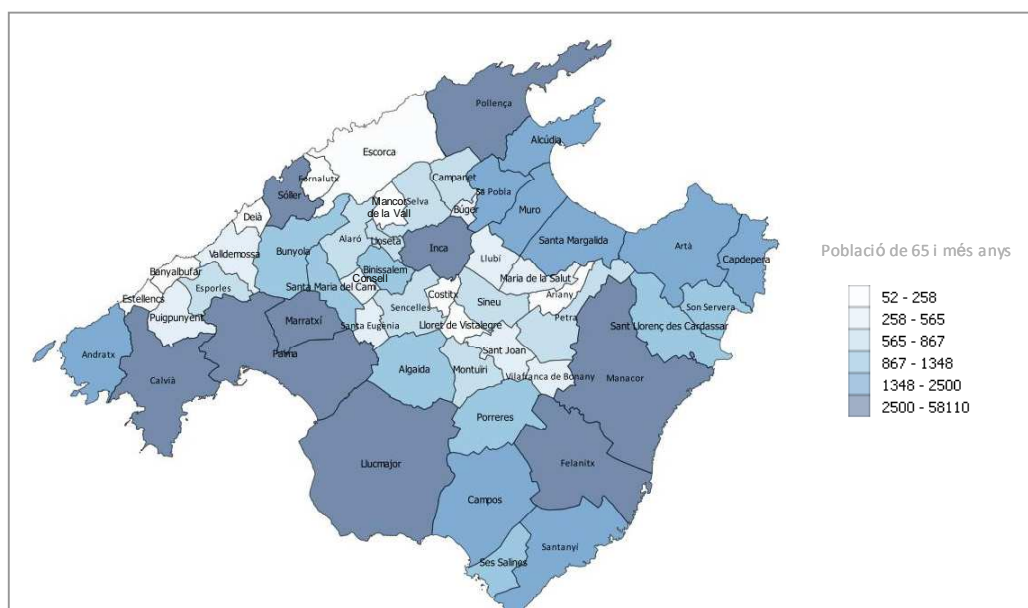 Pollença
Alcúdia
Escorca
Fornalutx
Campanet
Sa Pobla
Sóller
Mancor
de la Vall
Selva
Búger
Muro
Deià
Santa Margalida
Artà
Capdepera
Alaró
Lloseta
Inca
Bunyola
Valldemossa
Llubí
Binissalem
Banyalbufar
Maria de la Salut
Consell
Esporles
Santa Maria del Camí
Costitx
Ariany
Estellencs
Sencelles
Sineu
Son Servera
Puigpunyent
Marratxí
Santa Eugenia
Lloret de Vistalegre
Petra
Sant Llorenç des Cardassar
Andratx
Palma
Sant Joan
Calvià
Algaida
Montuïri
Vilafranca de Bonany
Manacor
Porreres
Llucmajor
Felanitx
Campos
Santanyí
Ses Salines
Població de 65 i més anys
52 - 258
258 - 565
565 - 867
867 - 1348
1348 - 2500
2500 - 58110